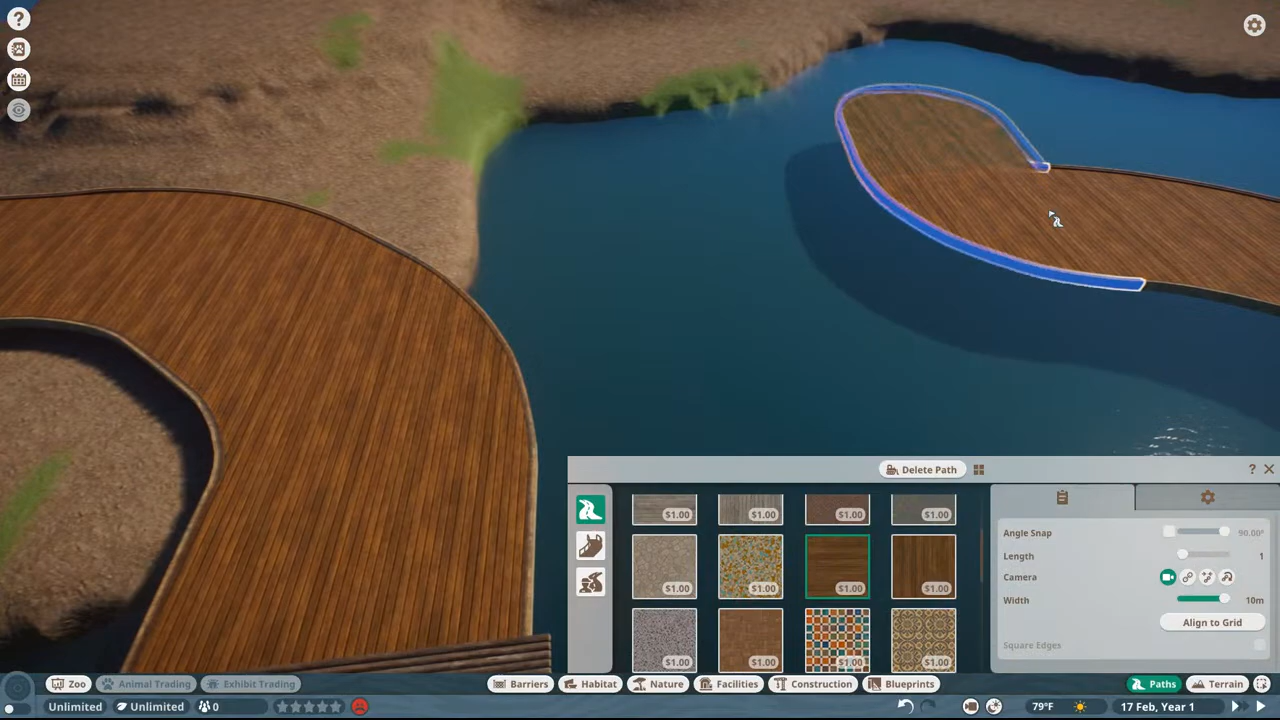 ?
Delete Path
?
$1.00 $1.00 $1.00 $1.00
Angle Snap 90.00°
Length 1
$1.00 $1.00 $1.00 $1.00
Camera
Width 10m
Align to Grid
Square Edges
$1.00 $1.00 $1.00 $1.00
Zoo Animal Trading Exhibit Trading Barriers Habitat Nature Facilities Construction Blueprints Paths Terrain
Unlimited Unlimited 0 79°F 17 Feb, Year 1